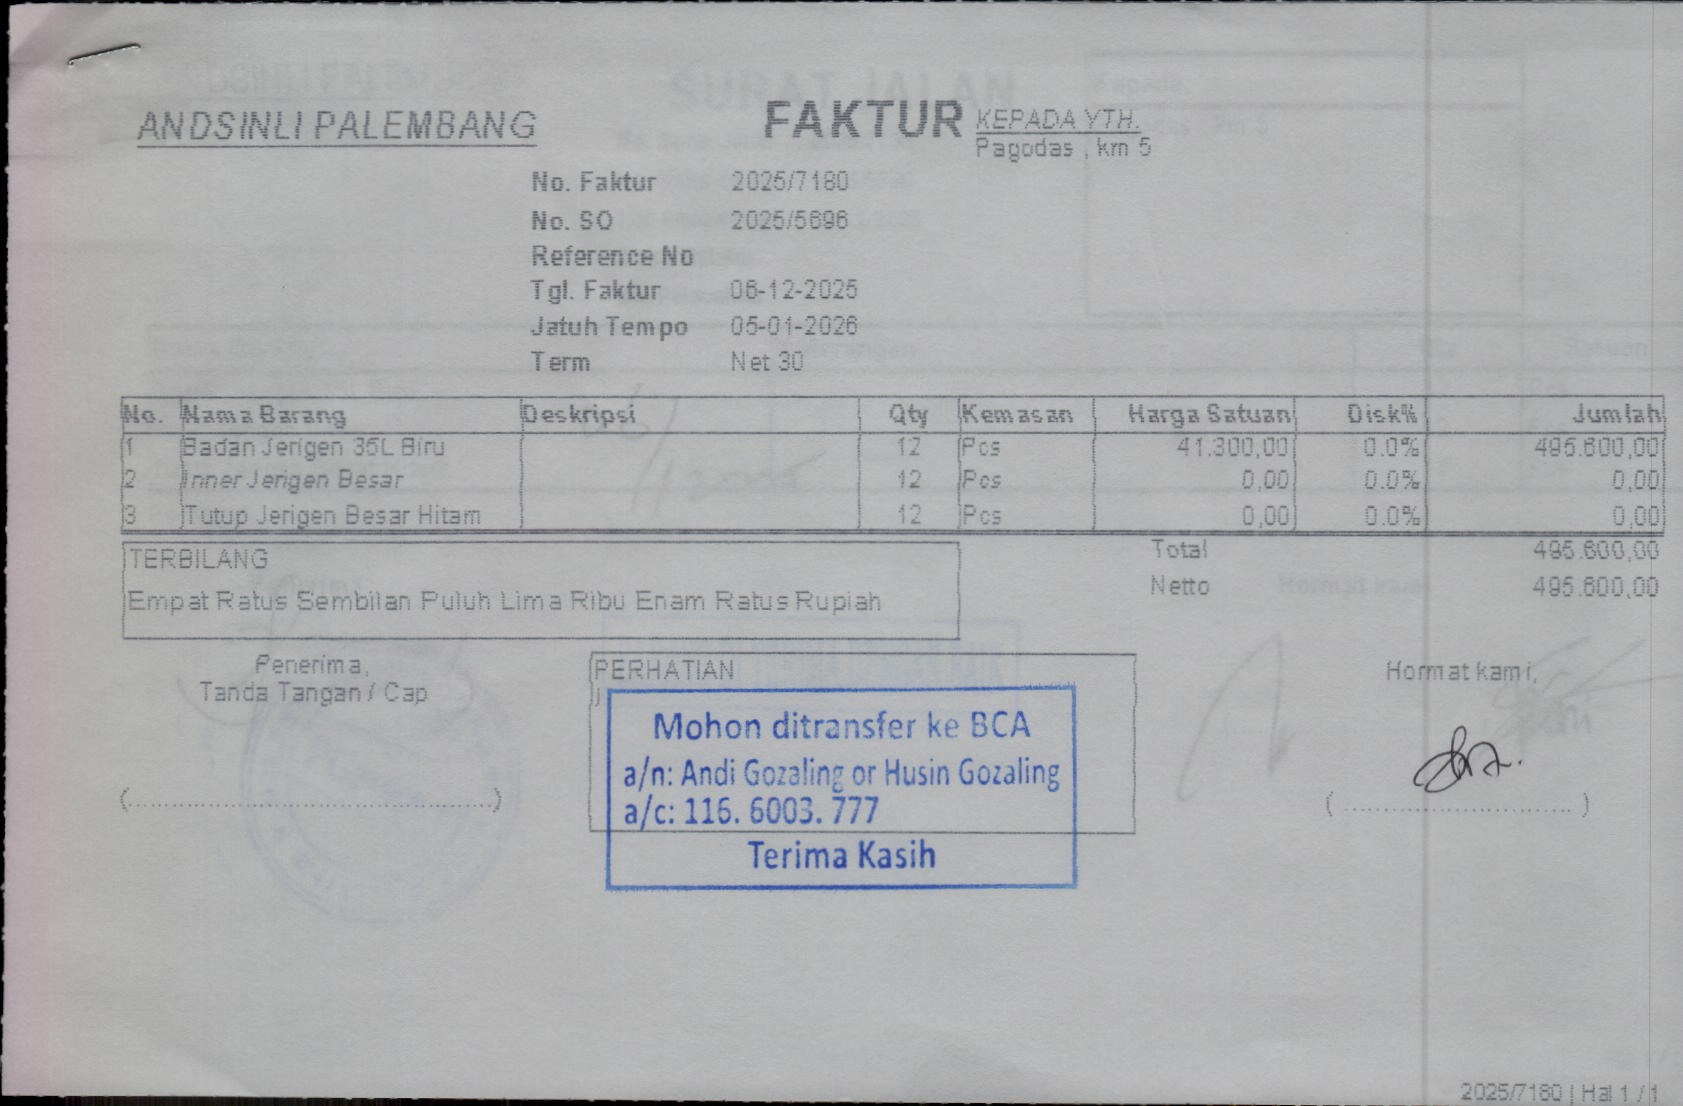 ANDSINLI PALEMBANG
FAKTUR
KEPADA YTH.
Pagodas , km 5
No. Faktur 2025/7180
No. SO 2025/5696
Reference No
Tgl. Faktur 06-12-2025
Jatuh Tempo 05-01-2026
Term Net 30
No. Nama Barang Deskripsi Qty Kemasan Harga Satuan Disk% Jumlah
1 Badan Jerigen 35L Biru 12 Pcs 41.300,00 0.0% 495.600,00
2 Inner Jerigen Besar 12 Pcs 0,00 0.0% 0,00
3 Tutup Jerigen Besar Hitam 12 Pcs 0,00 0.0% 0,00
TERBILANG
Empat Ratus Sembilan Puluh Lima Ribu Enam Ratus Rupiah
Total 495.600,00
Netto 495.600,00
Penerima,
Tanda Tangan / Cap
(..............................................)
PERHATIAN
Mohon ditransfer ke BCA
a/n: Andi Gozaling or Husin Gozaling
a/c: 116. 6003. 777
Terima Kasih
Hormat kami,
( ............................. )
SURAT JALAN
Kepada,
2025/7180 | Hal 1 / 1